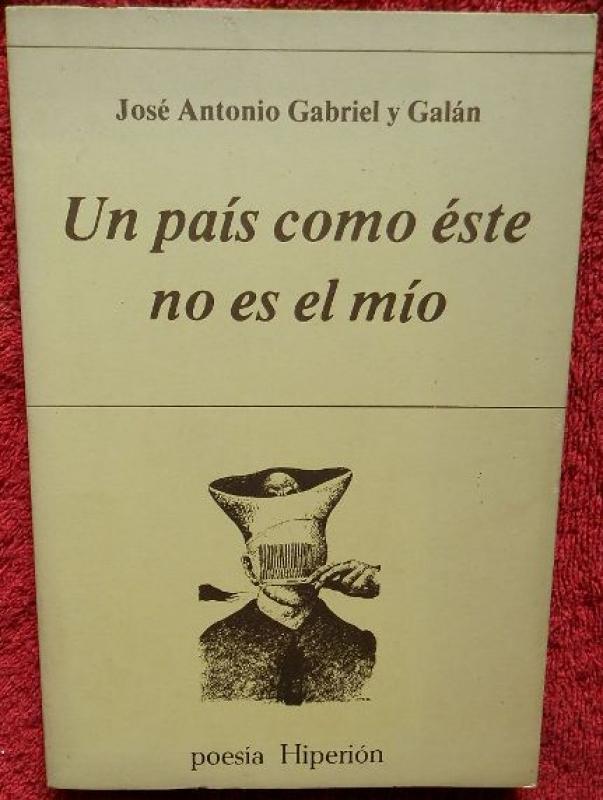 José Antonio Gabriel y Galán
Un país como éste
no es el mío
poesía Hiperión